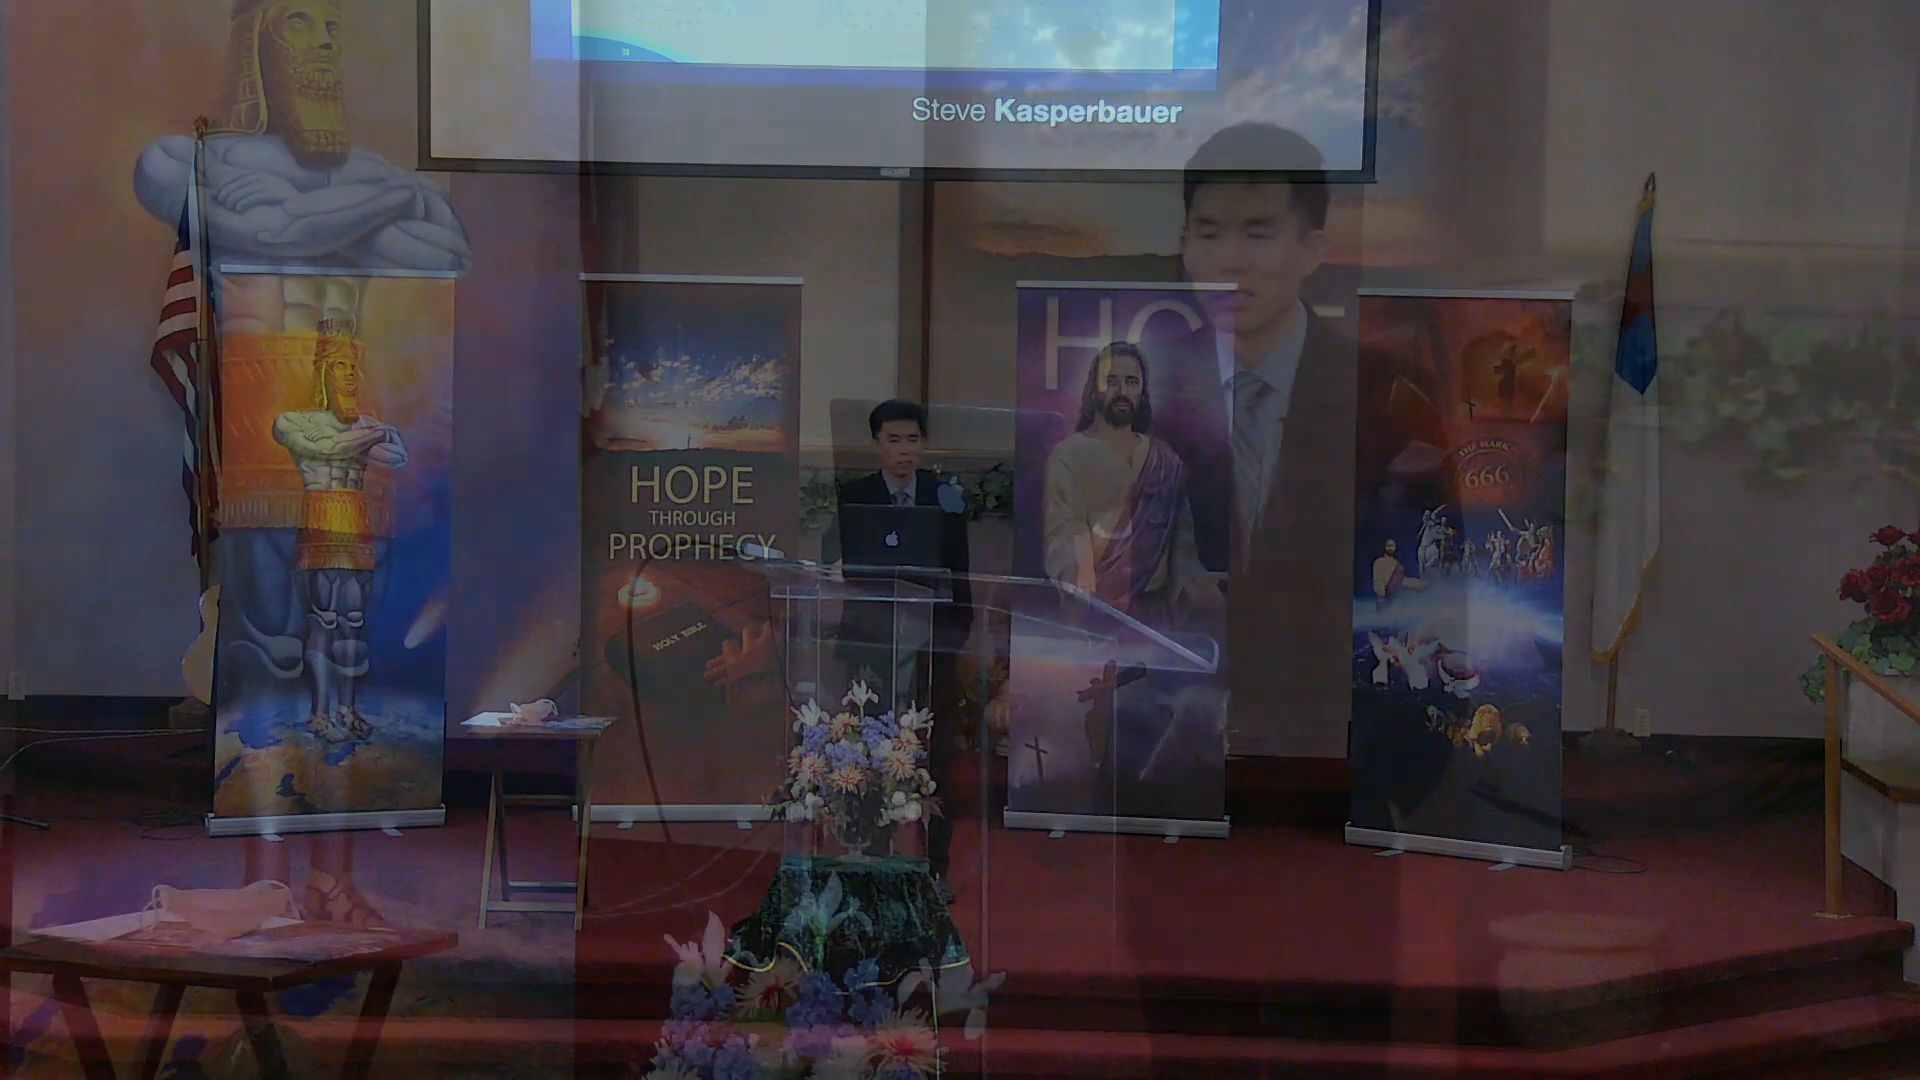 Steve Kasperbauer
HOPE
THROUGH
PROPHECY
HOLY BIBLE
HO
THE MARK
666